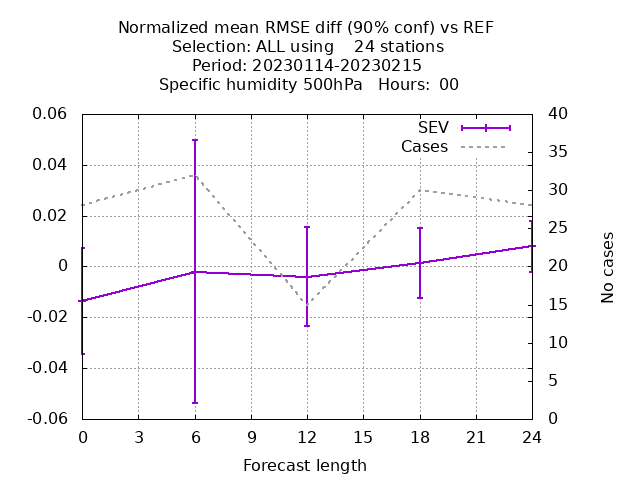 Normalized mean RMSE diff (90% conf) vs REF
Selection: ALL using    24 stations
Period: 20230114-20230215
Specific humidity 500hPa   Hours:  00
SEV
Cases
0.06
0.04
0.02
0
-0.02
-0.04
-0.06
40
35
30
25
20
15
10
5
0
No cases
0 3 6 9 12 15 18 21 24
Forecast length